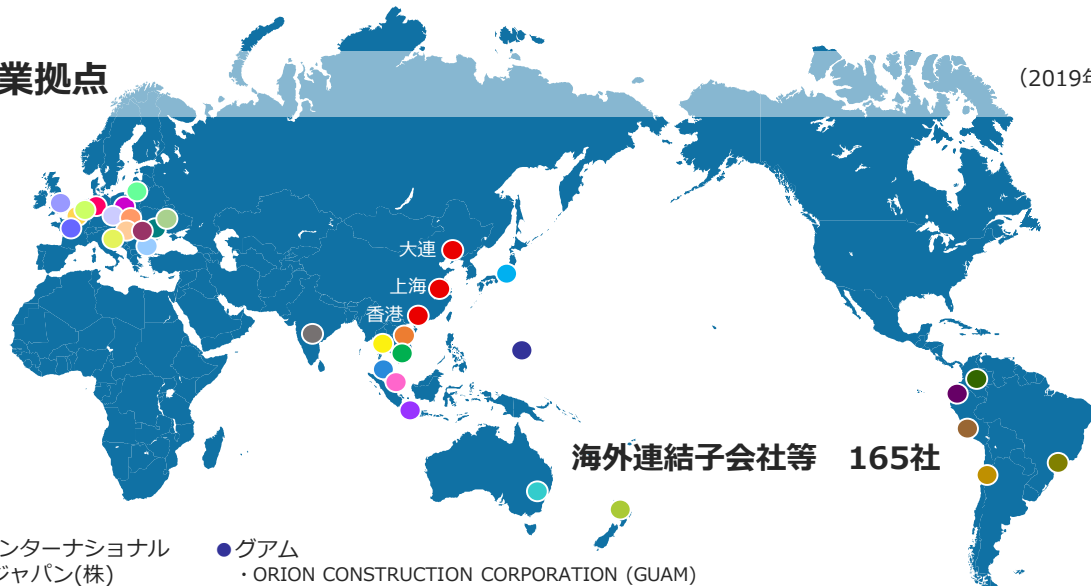 業拠点
（2019年
大連
上海
香港
海外連結子会社等　165社
ンターナショナル
ジャパン(株)
●グアム
・ORION CONSTRUCTION CORPORATION (GUAM)